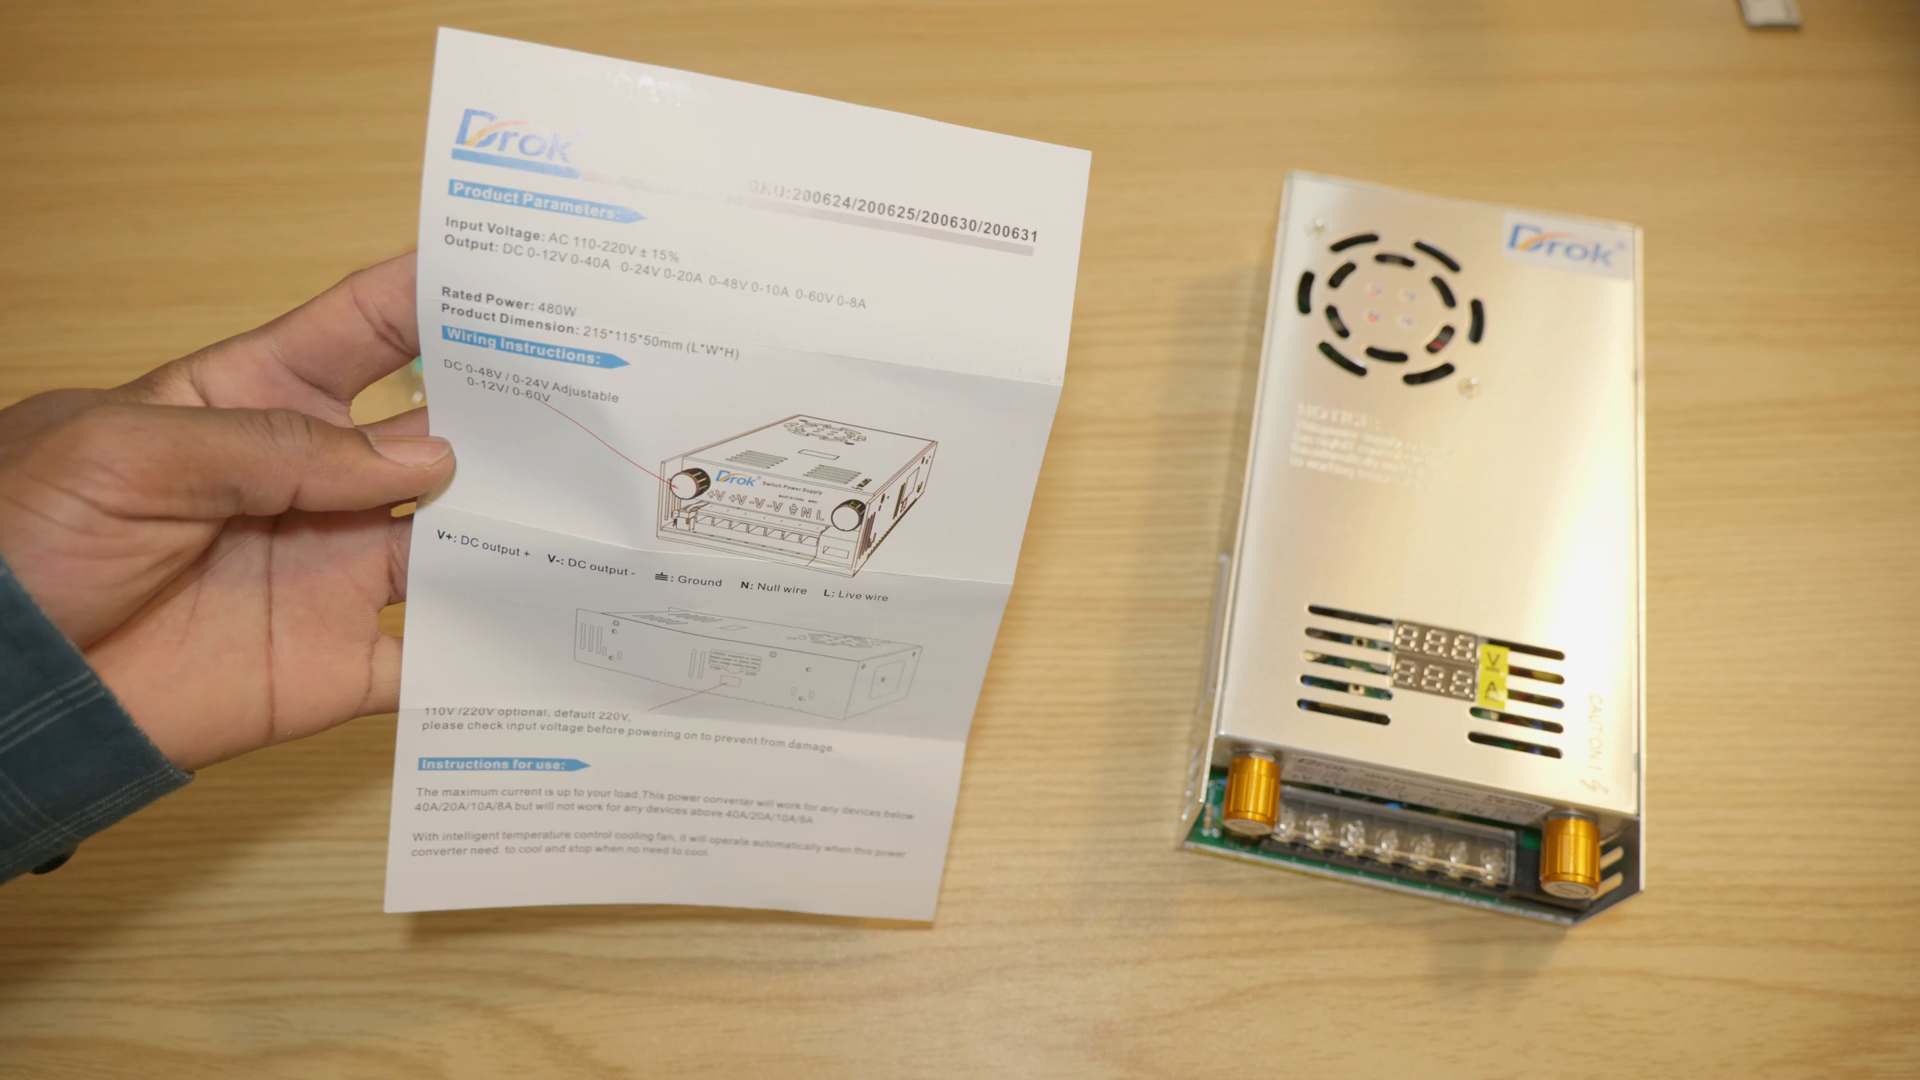 Drok®
SKU:200624/200625/200630/200631
Product Parameters:
Input Voltage: AC 110-220V ± 15%
Output: DC 0-12V 0-40A 0-24V 0-20A 0-48V 0-10A 0-60V 0-8A
Rated Power: 480W
Product Dimension: 215*115*50mm (L*W*H)
Wiring Instructions:
DC 0-48V / 0-24V Adjustable
0-12V/ 0-60V
Drok®
Switch Power Supply
+V +V -V -V N L
V+: DC output + V-: DC output - : Ground N: Null wire L: Live wire
110V /220V optional, default 220V,
please check input voltage before powering on to prevent from damage.
Instructions for use:
The maximum current is up to your load.This power converter will work for any devices below
40A/20A/10A/8A but will not work for any devices above 40A/20A/10A/8A
With intelligent temperature control cooling fan, it will operate automatically when this power
converter need to cool and stop when no need to cool.
Drok®
NOTICE:
V
A
CAUTION !